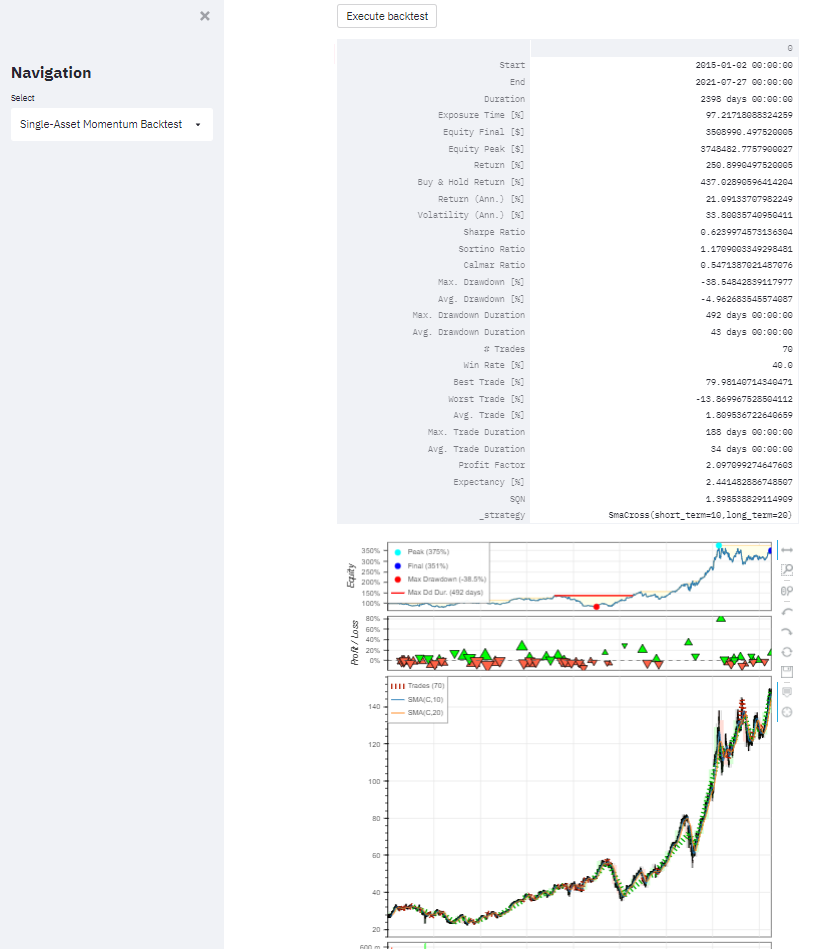 ×
Execute backtest
Navigation
Select
Single-Asset Momentum Backtest
0
Start 2015-01-02 00:00:00
End 2021-07-27 00:00:00
Duration 2398 days 00:00:00
Exposure Time [%] 97.21718088324259
Equity Final [$] 3508990.497520005
Equity Peak [$] 3748482.7757900027
Return [%] 250.8990497520005
Buy & Hold Return [%] 437.02890596414204
Return (Ann.) [%] 21.09133707982249
Volatility (Ann.) [%] 33.80035740950411
Sharpe Ratio 0.6239974573136304
Sortino Ratio 1.1709003349298481
Calmar Ratio 0.5471387021487076
Max. Drawdown [%] -38.54842839117977
Avg. Drawdown [%] -4.962683545574087
Max. Drawdown Duration 492 days 00:00:00
Avg. Drawdown Duration 43 days 00:00:00
# Trades 70
Win Rate [%] 40.0
Best Trade [%] 79.98140714340471
Worst Trade [%] -13.869967528504112
Avg. Trade [%] 1.809536722640659
Max. Trade Duration 188 days 00:00:00
Avg. Trade Duration 34 days 00:00:00
Profit Factor 2.097099274647603
Expectancy [%] 2.441482886748507
SQN 1.398538829114909
_strategy SmaCross(short_term=10,long_term=20)
Equity
350%
300%
250%
200%
150%
100%
Peak (375%)
Final (351%)
Max Drawdown (-38.5%)
Max Dd Dur. (492 days)
Profit / Loss
80%
60%
40%
20%
0%
Trades (70)
SMA(C,10)
SMA(C,20)
140
120
100
80
60
40
20
600 m